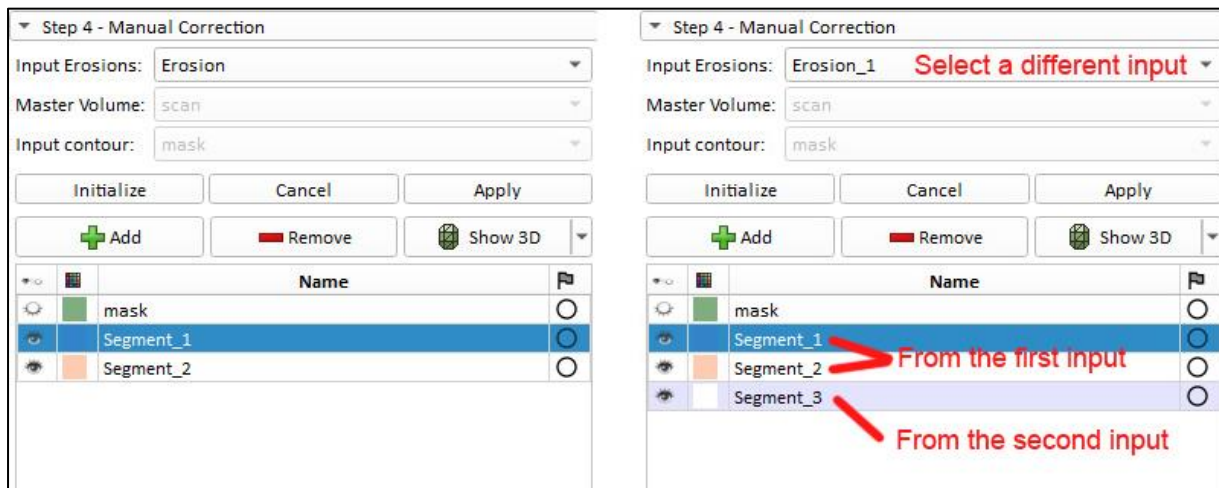 Step 4 - Manual Correction
Input Erosions: Erosion
Master Volume: scan
Input contour: mask
Initialize Cancel Apply
Add Remove Show 3D
Name
mask
Segment_1
Segment_2
Step 4 - Manual Correction
Input Erosions: Erosion_1 Select a different input
Master Volume: scan
Input contour: mask
Initialize Cancel Apply
Add Remove Show 3D
Name
mask
Segment_1
From the first input
Segment_2
Segment_3
From the second input